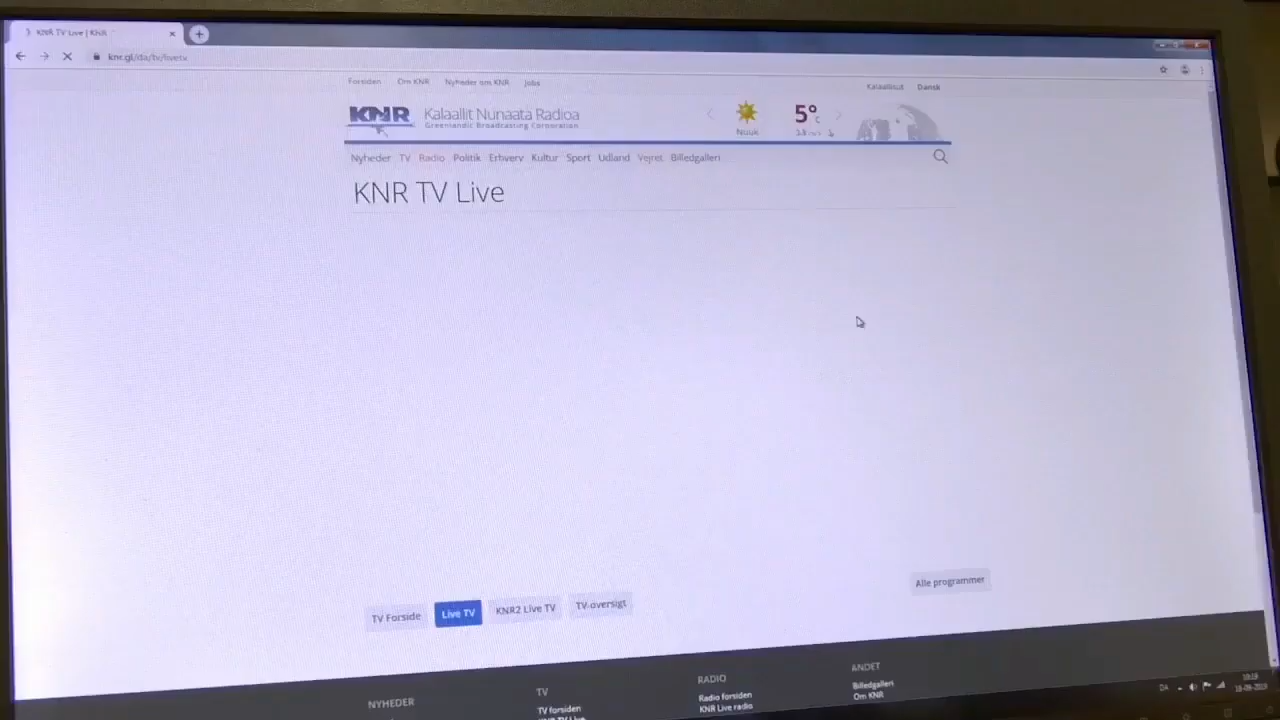 KNR TV Live | KNR
knr.gl/da/tv/livetv
Forsiden Om KNR Nyheder om KNR Jobs
Kalaallisut Dansk
KNR Kalaallit Nunaata Radioa
Greenlandic Broadcasting Corporation
Nuuk
5°c
Nyheder TV Radio Politik Erhverv Kultur Sport Udland Vejret Billedgalleri
KNR TV Live
Alle programmer
TV Forside Live TV KNR2 Live TV TV-oversigt
NYHEDER TV RADIO ANDET
TV forsiden Radio forsiden Billedgalleri
KNR TV Live KNR Live radio Om KNR
DA